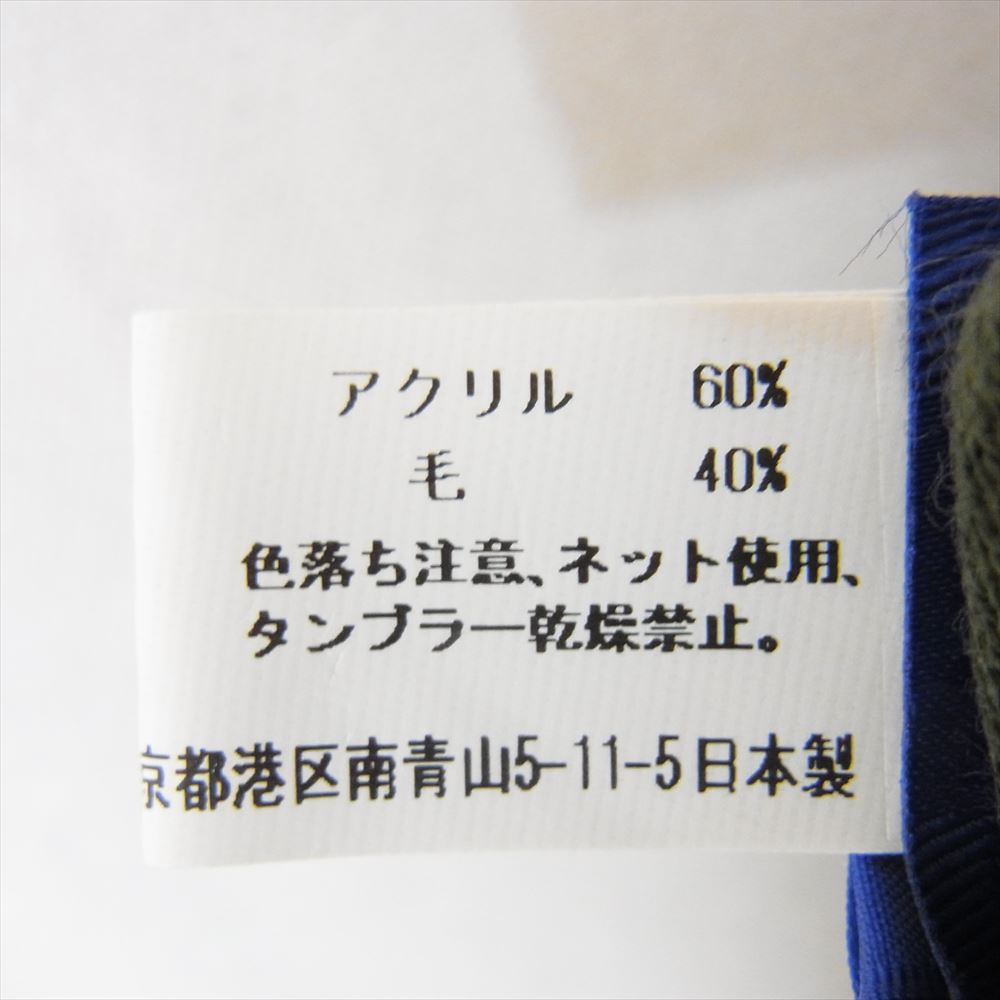 アクリル 60%
毛 40%
色落ち注意、ネット使用、
タンブラー乾燥禁止。
京都港区南青山5-11-5日本製